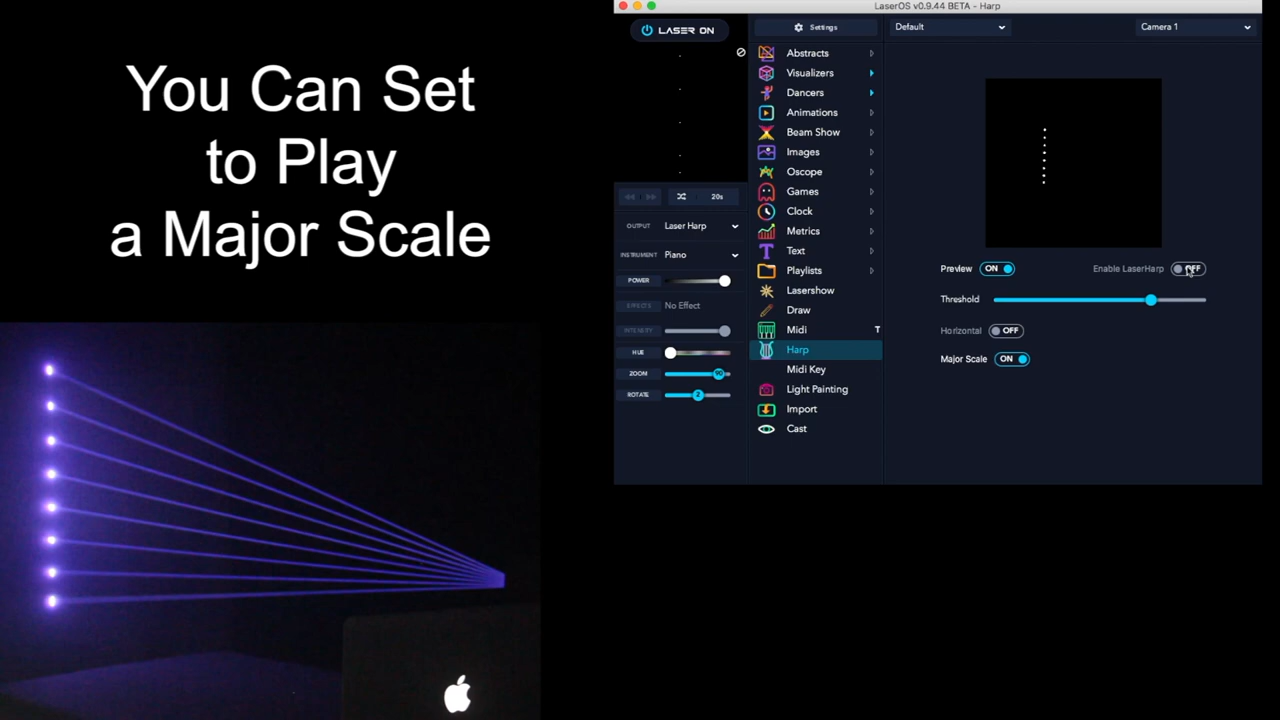 You Can Set
to Play
a Major Scale
LaserOS v0.9.44 BETA - Harp
LASER ON
20s
OUTPUT Laser Harp
INSTRUMENT Piano
POWER
EFFECTS No Effect
INTENSITY
HUE
ZOOM 90
ROTATE 2
Settings
Abstracts
Visualizers
Dancers
Animations
Beam Show
Images
Oscope
Games
Clock
Metrics
Text
Playlists
Lasershow
Draw
Midi T
Harp
Midi Key
Light Painting
Import
Cast
Default
Camera 1
Preview ON
Enable LaserHarp OFF
Threshold
Horizontal OFF
Major Scale ON